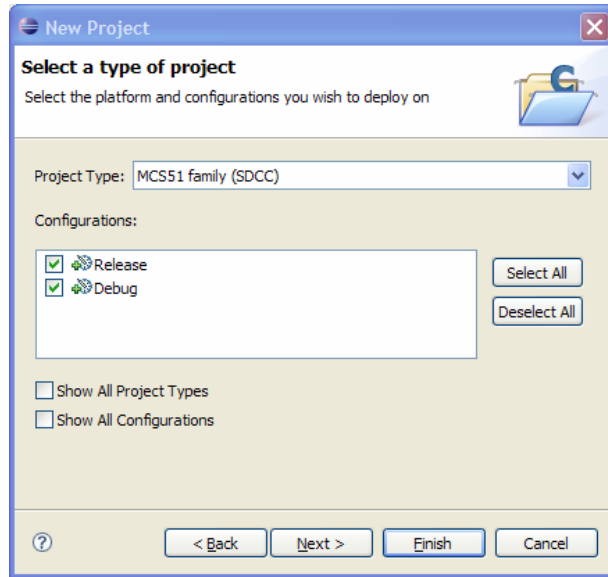 New Project
Select a type of project
Select the platform and configurations you wish to deploy on
C
Project Type: MCS51 family (SDCC)
Configurations:
Release
Select All
Debug
Deselect All
Show All Project Types
Show All Configurations
? < Back Next > Finish Cancel